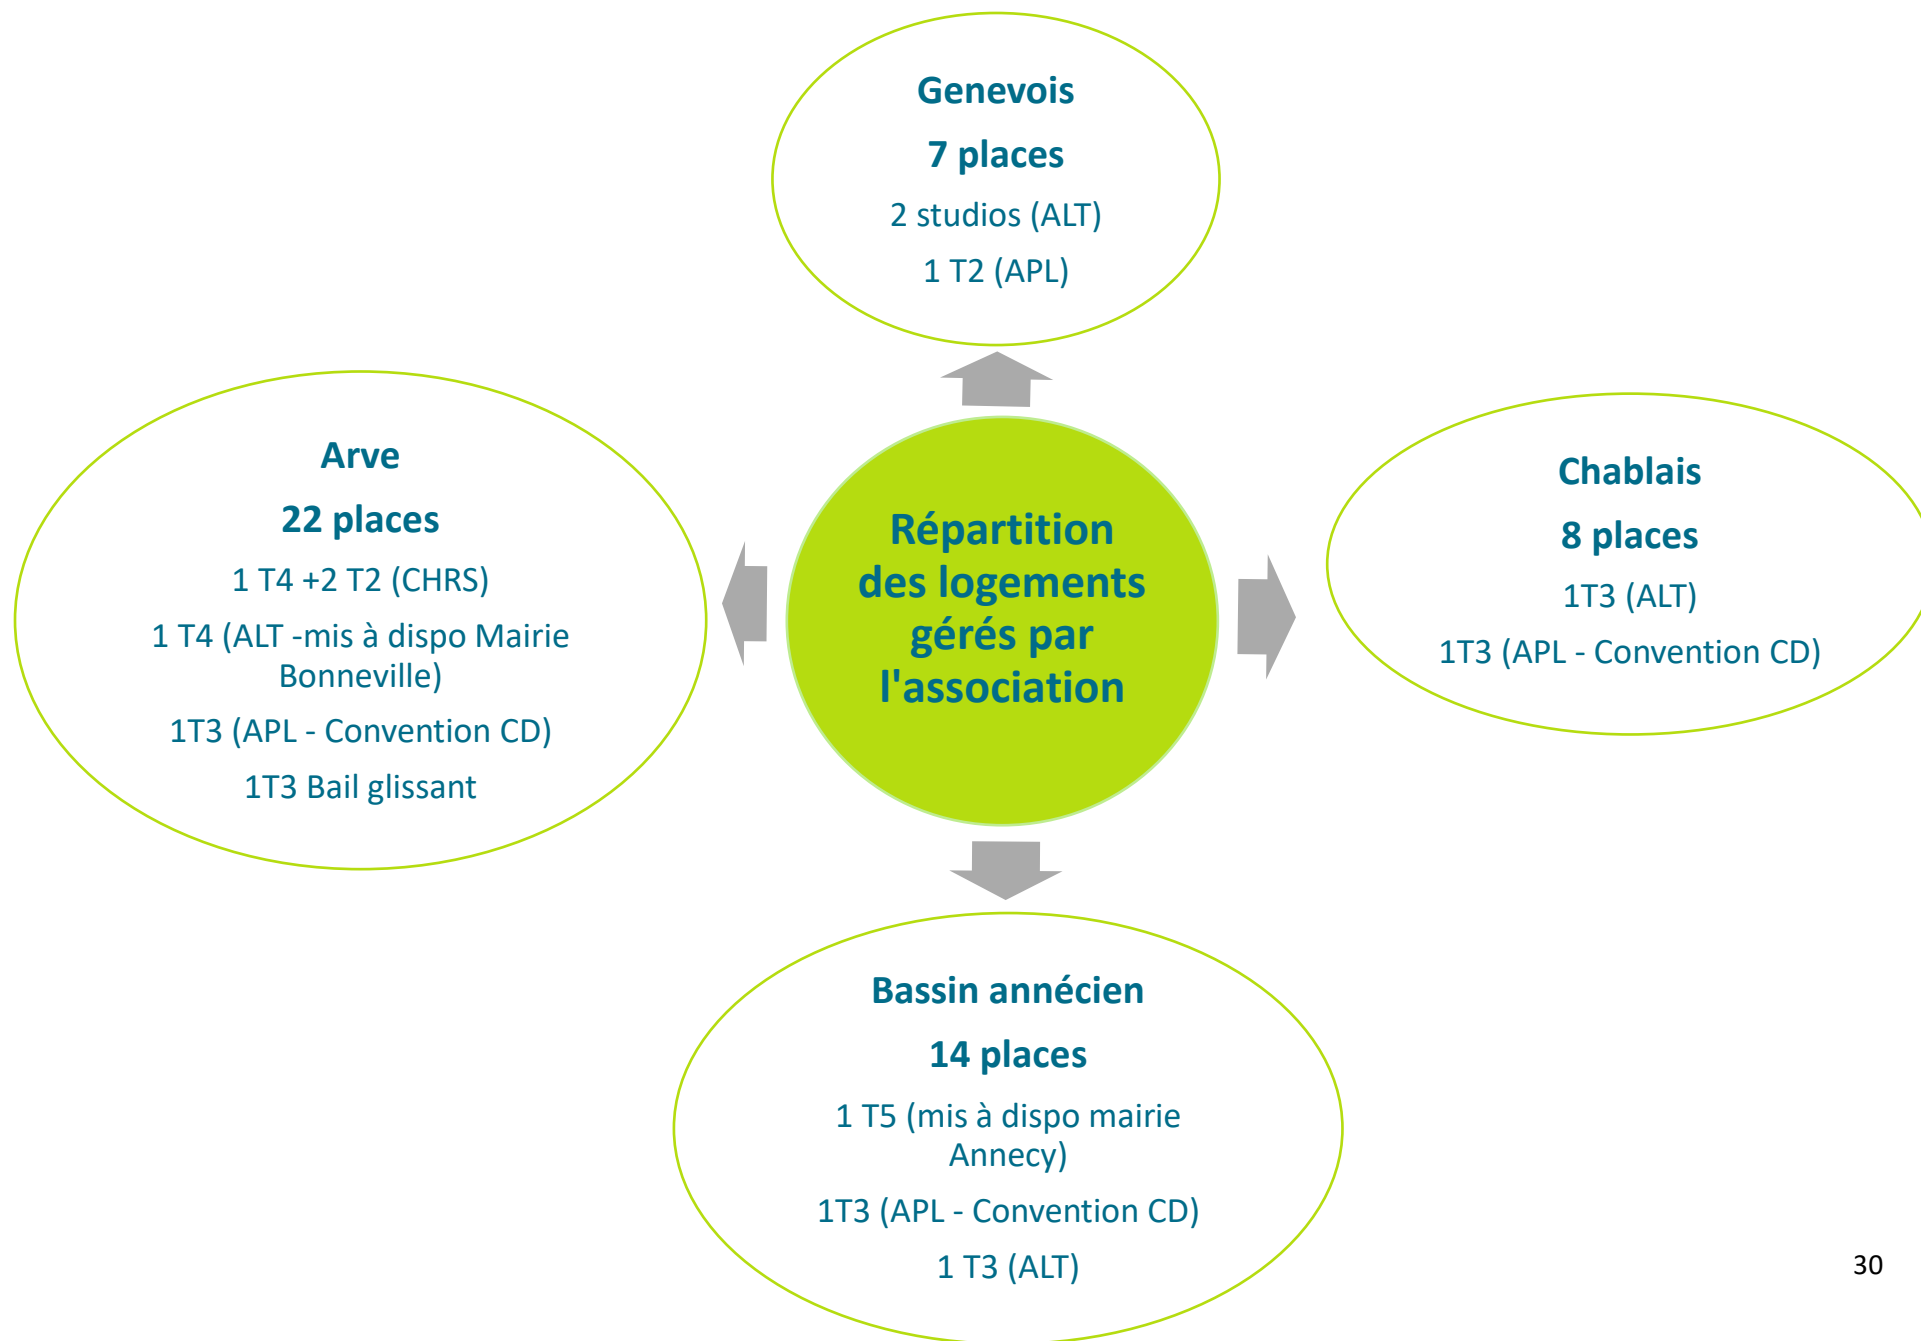 Genevois
7 places
2 studios (ALT)
1 T2 (APL)
Arve
22 places
1 T4 +2 T2 (CHRS)
1 T4 (ALT -mis à dispo Mairie
Bonneville)
1T3 (APL - Convention CD)
1T3 Bail glissant
Répartition
des logements
gérés par
l'association
Chablais
8 places
1T3 (ALT)
1T3 (APL - Convention CD)
Bassin annécien
14 places
1 T5 (mis à dispo mairie
Annecy)
1T3 (APL - Convention CD)
1 T3 (ALT)
30